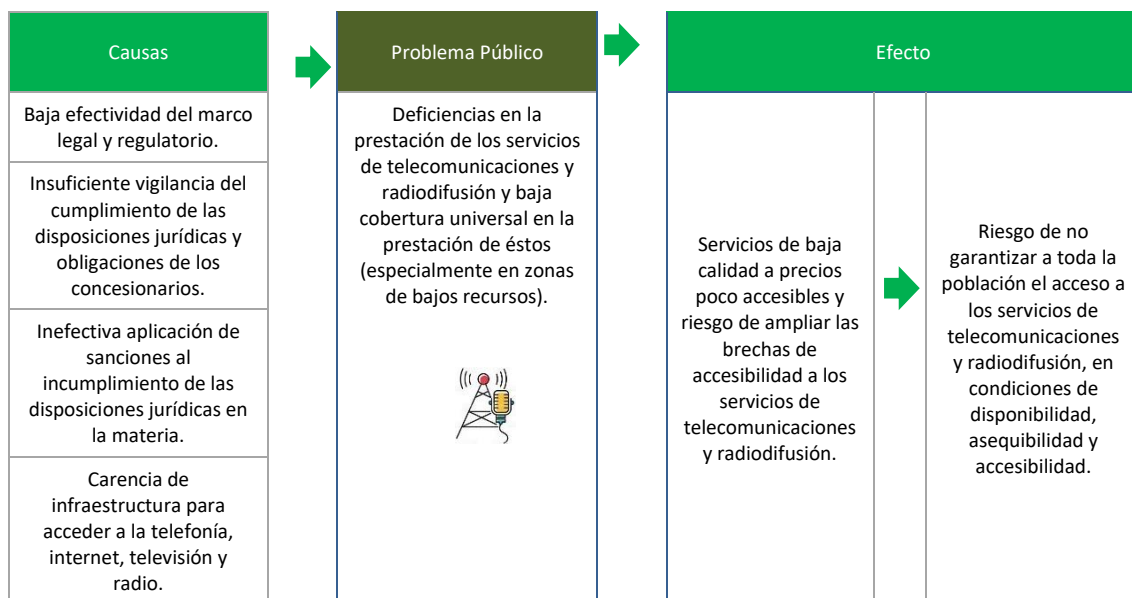 Causas
Baja efectividad del marco
legal y regulatorio.
Insuficiente vigilancia del
cumplimiento de las
disposiciones jurídicas y
obligaciones de los
concesionarios.
Inefectiva aplicación de
sanciones al
incumplimiento de las
disposiciones jurídicas en
la materia.
Carencia de
infraestructura para
acceder a la telefonía,
internet, televisión y
radio.
Problema Público
Deficiencias en la
prestación de los servicios
de telecomunicaciones y
radiodifusión y baja
cobertura universal en la
prestación de éstos
(especialmente en zonas
de bajos recursos).
Efecto
Servicios de baja
calidad a precios
poco accesibles y
riesgo de ampliar las
brechas de
accesibilidad a los
servicios de
telecomunicaciones
y radiodifusión.
Riesgo de no
garantizar a toda la
población el acceso a
los servicios de
telecomunicaciones
y radiodifusión, en
condiciones de
disponibilidad,
asequibilidad y
accesibilidad.